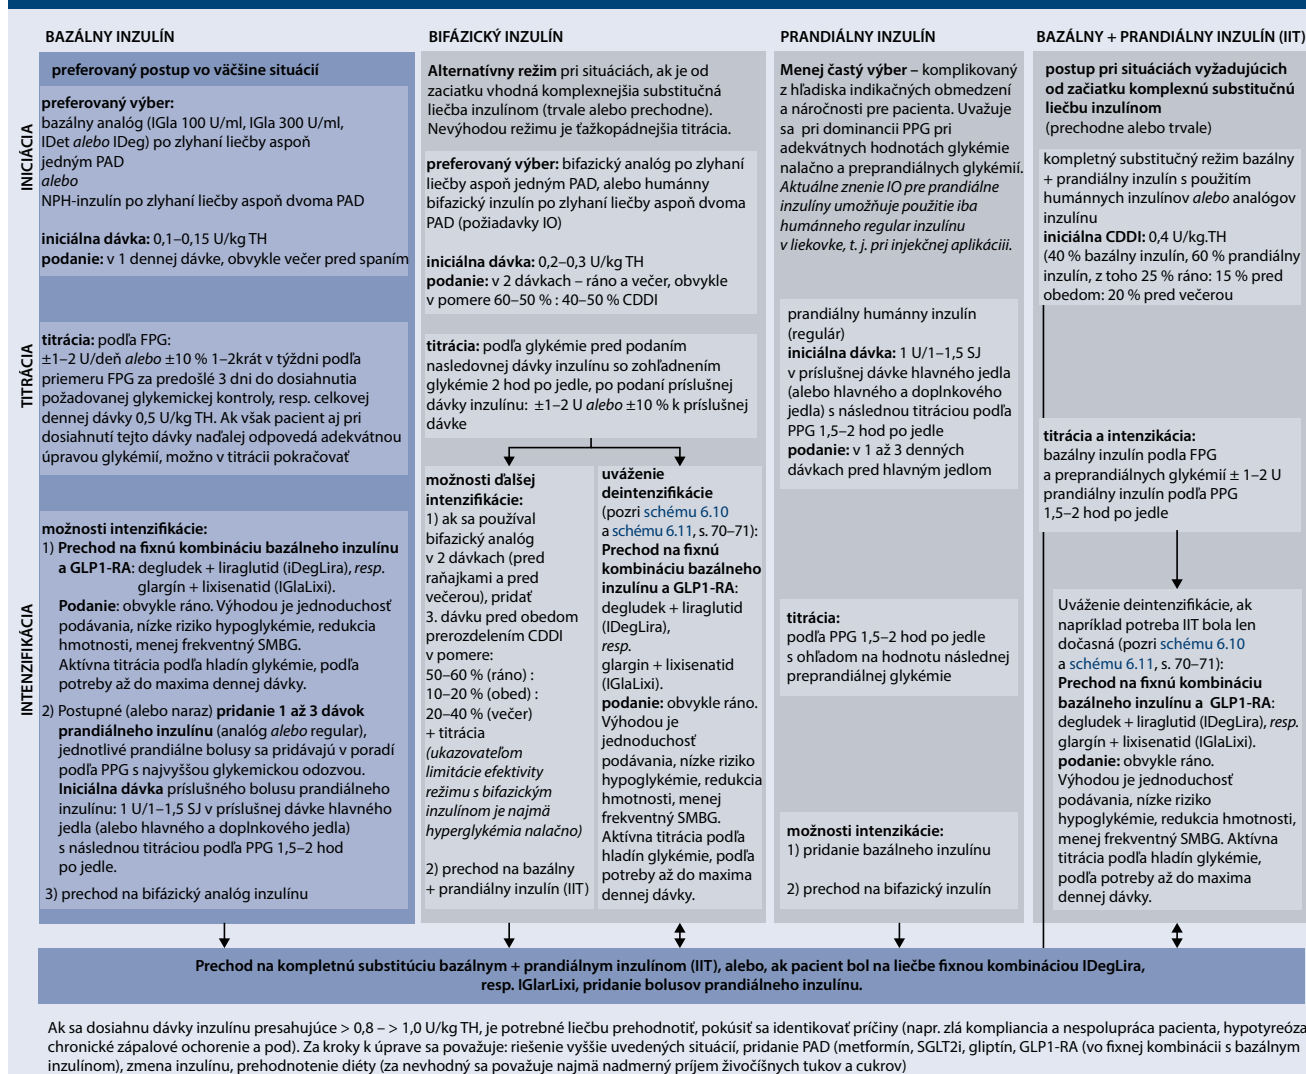 BAZÁLNY INZULÍN
preferovaný postup vo väčšine situácií
INICIÁCIA
preferovaný výber:
bazálny analóg (IGla 100 U/ml, IGla 300 U/ml,
IDet alebo IDeg) po zlyhaní liečby aspoň
jedným PAD
alebo
NPH-inzulín po zlyhaní liečby aspoň dvoma PAD
iniciálna dávka: 0,1–0,15 U/kg TH
podanie: v 1 dennej dávke, obvykle večer pred spaním
TITRÁCIA
titrácia: podľa FPG:
±1–2 U/deň alebo ±10 % 1–2krát v týždni podľa
priemeru FPG za predošlé 3 dni do dosiahnutia
požadovanej glykemickej kontroly, resp. celkovej
dennej dávky 0,5 U/kg TH. Ak však pacient aj pri
dosiahnutí tejto dávky naďalej odpovedá adekvátnou
úpravou glykémií, možno v titrácii pokračovať
INTENZIFIKÁCIA
možnosti intenzifikácie:
1) Prechod na fixnú kombináciu bazálneho inzulínu
a GLP1-RA: degludek + liraglutid (iDegLira), resp.
glargín + lixisenatid (IGlaLixi).
Podanie: obvykle ráno. Výhodou je jednoduchosť
podávania, nízke riziko hypoglykémie, redukcia
hmotnosti, menej frekventný SMBG.
Aktívna titrácia podľa hladín glykémie, podľa
potreby až do maxima dennej dávky.
2) Postupné (alebo naraz) pridanie 1 až 3 dávok
prandiálneho inzulínu (analóg alebo regular),
jednotlivé prandiálne bolusy sa pridávajú v poradí
podľa PPG s najvyššou glykemickou odozvou.
Iniciálna dávka príslušného bolusu prandiálneho
inzulínu: 1 U/1–1,5 SJ v príslušnej dávke hlavného
jedla (alebo hlavného a doplnkového jedla)
s následnou titráciou podľa PPG 1,5–2 hod
po jedle.
3) prechod na bifázický analóg inzulínu
BIFÁZICKÝ INZULÍN
Alternatívny režim pri situáciách, ak je od
zaciatku vhodná komplexnejšia substitučná
liečba inzulínom (trvale alebo prechodne).
Nevýhodou režimu je ťažkopádnejšia titrácia.
preferovaný výber: bifazický analóg po zlyhaní
liečby aspoň jedným PAD, alebo humánny
bifazický inzulín po zlyhaní liečby aspoň dvoma
PAD (požiadavky IO)
iniciálna dávka: 0,2–0,3 U/kg TH
podanie: v 2 dávkach – ráno a večer, obvykle
v pomere 60–50 % : 40–50 % CDDI
titrácia: podľa glykémie pred podaním
nasledovnej dávky inzulínu so zohľadnením
glykémie 2 hod po jedle, po podaní príslušnej
dávky inzulínu: ±1–2 U alebo ±10 % k príslušnej
dávke
možnosti ďalšej
intenzifikácie:
1) ak sa používal
bifazický analóg
v 2 dávkach (pred
raňajkami a pred
večerou), pridať
3. dávku pred obedom
prerozdelením CDDI
v pomere:
50–60 % (ráno) :
10–20 % (obed) :
20–40 % (večer)
+ titrácia
(ukazovateľom
limitácie efektivity
režimu s bifazickým
inzulínom je najmä
hyperglykémia nalačno)
2) prechod na bazálny
+ prandiálny inzulín (IIT)
uváženie
deintenzifikácie
(pozri schému 6.10
a schému 6.11, s. 70–71):
Prechod na fixnú
kombináciu bazálneho
inzulínu a GLP1-RA:
degludek + liraglutid
(IDegLira),
resp.
glargin + lixisenatid
(IGlaLixi).
podanie: obvykle ráno.
Výhodou je
jednoduchosť
podávania, nízke riziko
hypoglykémie, redukcia
hmotnosti, menej
frekventný SMBG.
Aktívna titrácia podľa
hladín glykémie, podľa
potreby až do maxima
dennej dávky.
PRANDIÁLNY INZULÍN
Menej častý výber – komplikovaný
z hľadiska indikačných obmedzení
a náročnosti pre pacienta. Uvažuje
sa pri dominancii PPG pri
adekvátnych hodnotách glykémie
nalačno a preprandiálnych glykémií.
Aktuálne znenie IO pre prandiálne
inzulíny umožňuje použitie iba
humánneho regular inzulínu
v liekovke, t. j. pri injekčnej aplikáciii.
prandiálny humánny inzulín
(regulár)
iniciálna dávka: 1 U/1–1,5 SJ
v príslušnej dávke hlavného jedla
(alebo hlavného a doplnkového
jedla) s následnou titráciou podľa
PPG 1,5–2 hod po jedle
podanie: v 1 až 3 denných
dávkach pred hlavným jedlom
titrácia:
podľa PPG 1,5–2 hod po jedle
s ohľadom na hodnotu následnej
preprandiálnej glykémie
možnosti intenzikácie:
1) pridanie bazálneho inzulínu
2) prechod na bifazický inzulín
BAZÁLNY + PRANDIÁLNY INZULÍN (IIT)
postup pri situáciách vyžadujúcich
od začiatku komplexnú substitučnú
liečbu inzulínom
(prechodne alebo trvale)
kompletný substitučný režim bazálny
+ prandiálny inzulín s použitím
humánnych inzulínov alebo analógov
inzulínu
iniciálna CDDI: 0,4 U/kg.TH
(40 % bazálny inzulín, 60 % prandiálny
inzulín, z toho 25 % ráno: 15 % pred
obedom: 20 % pred večerou
titrácia a intenzikácia:
bazálny inzulín podla FPG
a preprandiálnych glykémií ± 1–2 U
prandiálny inzulín podľa PPG
1,5–2 hod po jedle
Uváženie deintenzifikácie, ak
napríklad potreba IIT bola len
dočasná (pozri schému 6.10
a schému 6.11, s. 70–71):
Prechod na fixnú kombináciu
bazálneho inzulínu a GLP1-RA:
degludek + liraglutid (IDegLira), resp.
glargín + lixisenatid (IGlaLixi).
podanie: obvykle ráno.
Výhodou je jednoduchosť
podávania, nízke riziko
hypoglykémie, redukcia hmotnosti,
menej frekventný SMBG. Aktívna
titrácia podľa hladín glykémie,
podľa potreby až do maxima
dennej dávky.
Prechod na kompletnú substitúciu bazálnym + prandiálnym inzulínom (IIT), alebo, ak pacient bol na liečbe fixnou kombináciou IDegLira,
resp. IGlarLixi, pridanie bolusov prandiálneho inzulínu.
Ak sa dosiahnu dávky inzulínu presahujúce > 0,8 – > 1,0 U/kg TH, je potrebné liečbu prehodnotiť, pokúsiť sa identikovať príčiny (napr. zlá kompliancia a nespolupráca pacienta, hypotyreóza
chronické zápalové ochorenie a pod). Za kroky k úprave sa považuje: riešenie vyššie uvedených situácií, pridanie PAD (metformín, SGLT2i, gliptín, GLP1-RA (vo fixnej kombinácii s bazálnym
inzulínom), zmena inzulínu, prehodnotenie diéty (za nevhodný sa považuje najmä nadmerný príjem živočíšnych tukov a cukrov)